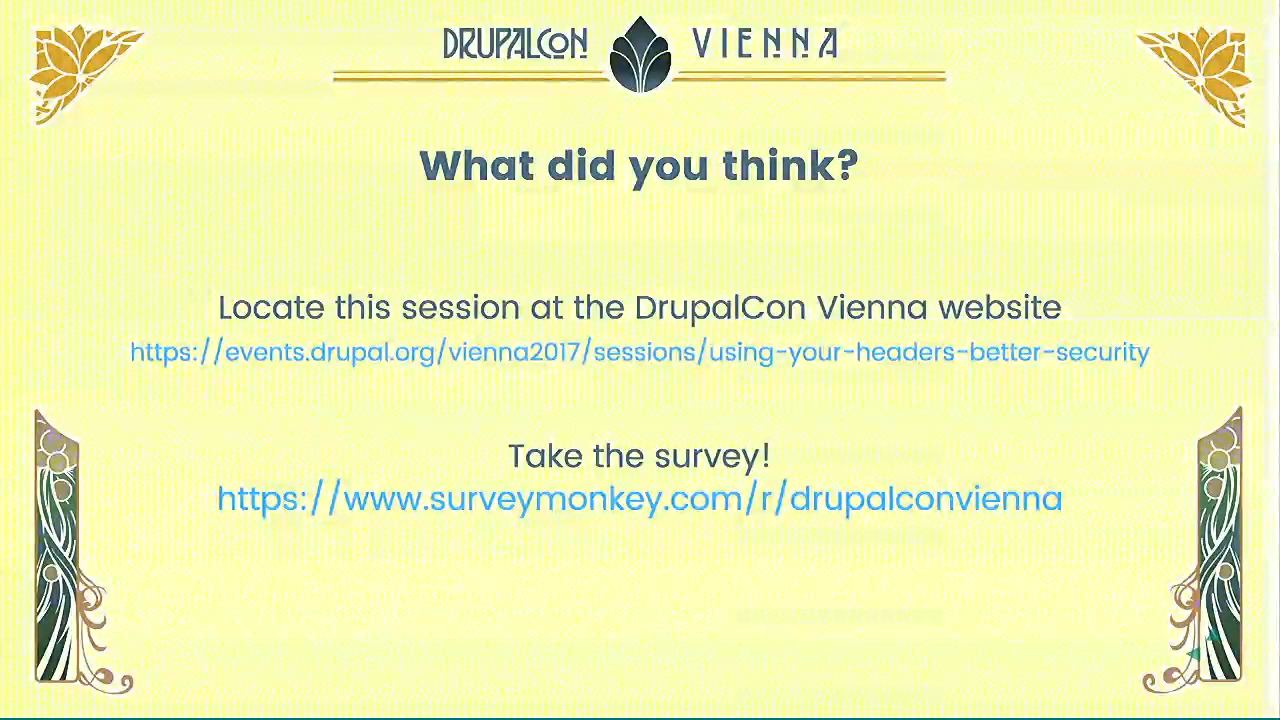 DRUPALCON VIENNA
What did you think?
Locate this session at the DrupalCon Vienna website
https://events.drupal.org/vienna2017/sessions/using-your-headers-better-security
Take the survey!
https://www.surveymonkey.com/r/drupalconvienna